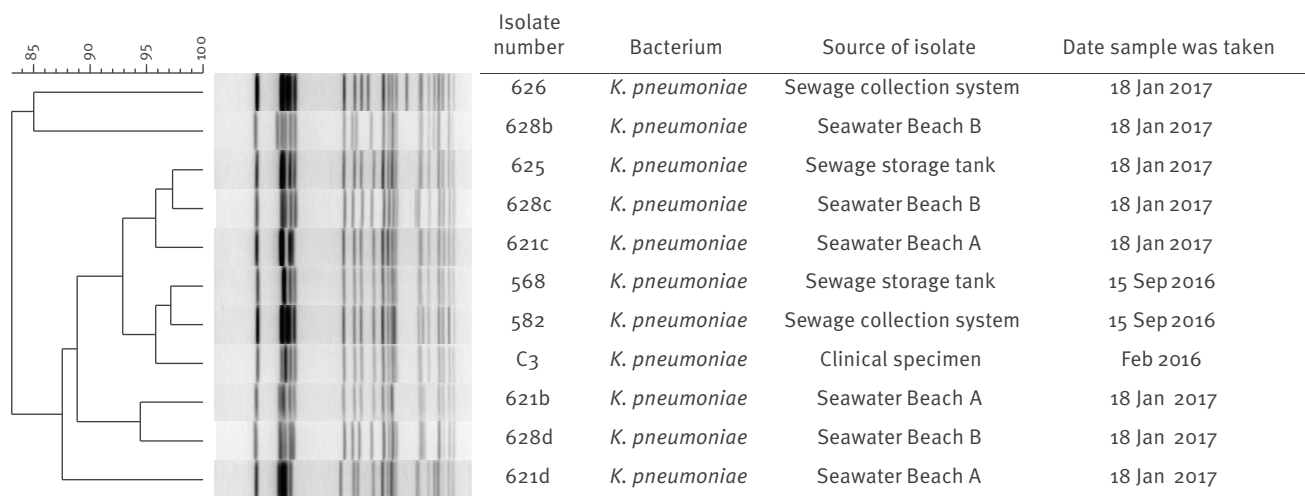 85 90 95 100
Isolate number Bacterium Source of isolate Date sample was taken
626 K. pneumoniae Sewage collection system 18 Jan 2017
628b K. pneumoniae Seawater Beach B 18 Jan 2017
625 K. pneumoniae Sewage storage tank 18 Jan 2017
628c K. pneumoniae Seawater Beach B 18 Jan 2017
621c K. pneumoniae Seawater Beach A 18 Jan 2017
568 K. pneumoniae Sewage storage tank 15 Sep 2016
582 K. pneumoniae Sewage collection system 15 Sep 2016
C3 K. pneumoniae Clinical specimen Feb 2016
621b K. pneumoniae Seawater Beach A 18 Jan 2017
628d K. pneumoniae Seawater Beach B 18 Jan 2017
621d K. pneumoniae Seawater Beach A 18 Jan 2017